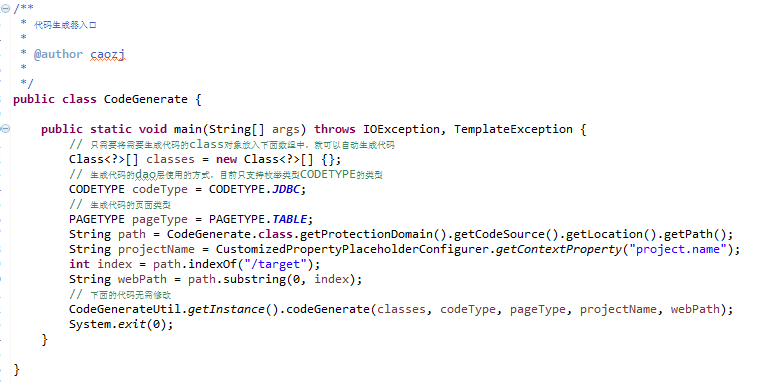 /**
 * 代码生成器入口
 *
 * @author caozj
 *
 */
public class CodeGenerate {
    public static void main(String[] args) throws IOException, TemplateException {
        // 只需要将需要生成代码的class对象放入下面数组中，就可以自动生成代码
        Class<?>[] classes = new Class<?>[] {};
        // 生成代码的dao层使用的方式，目前只支持枚举类型CODETYPE的类型
        CODETYPE codeType = CODETYPE.JDBC;
        // 生成代码的页面类型
        PAGETYPE pageType = PAGETYPE.TABLE;
        String path = CodeGenerate.class.getProtectionDomain().getCodeSource().getLocation().getPath();
        String projectName = CustomizedPropertyPlaceholderConfigurer.getContextProperty("project.name");
        int index = path.indexOf("/target");
        String webPath = path.substring(0, index);
        // 下面的代码无需修改
        CodeGenerateUtil.getInstance().codeGenerate(classes, codeType, pageType, projectName, webPath);
        System.exit(0);
    }
}